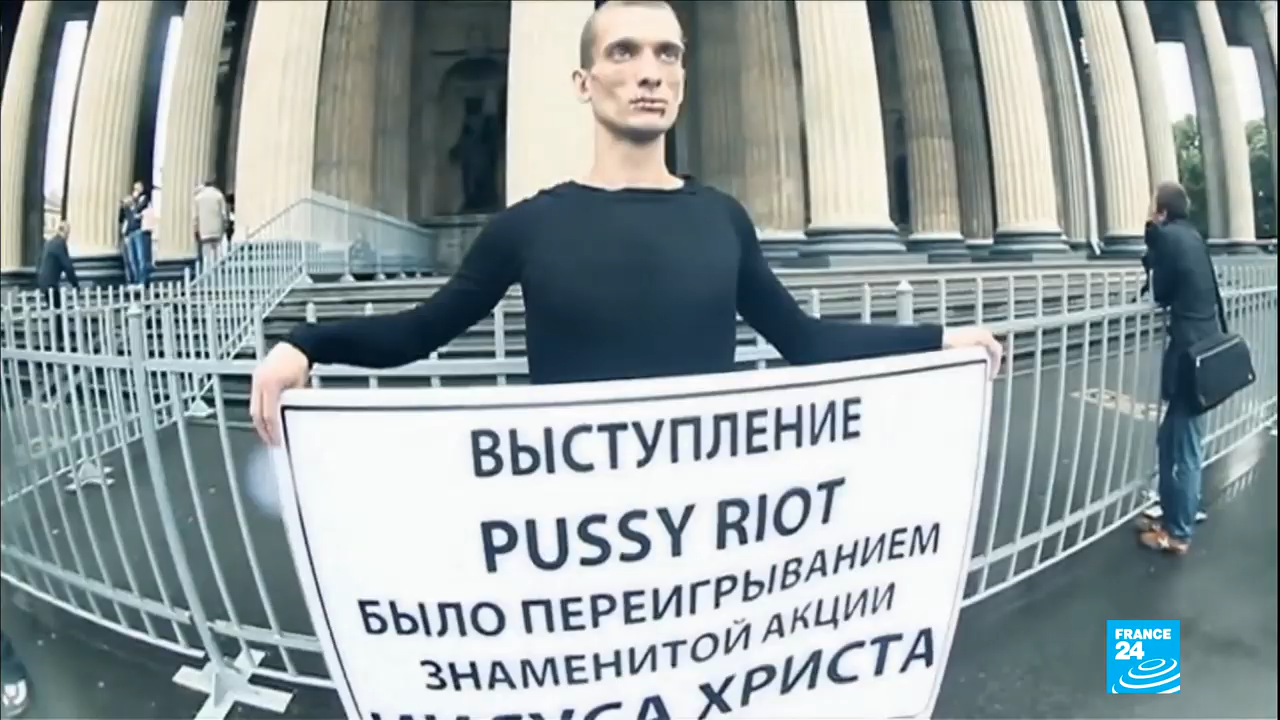 ВЫСТУПЛЕНИЕ
PUSSY RIOT
БЫЛО ПЕРЕИГРЫВАНИЕМ
ЗНАМЕНИТОЙ АКЦИИ
ХРИСТА
FRANCE
24